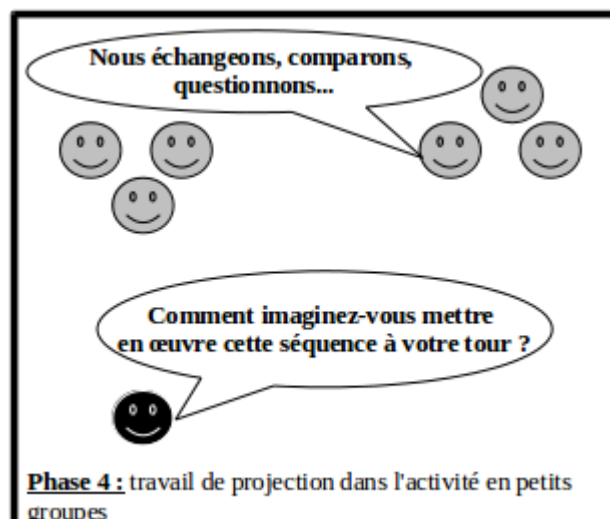 Nous échangeons, comparons,
questionnons...
Comment imaginez-vous mettre
en œuvre cette séquence à votre tour ?
Phase 4 : travail de projection dans l'activité en petits
groupes